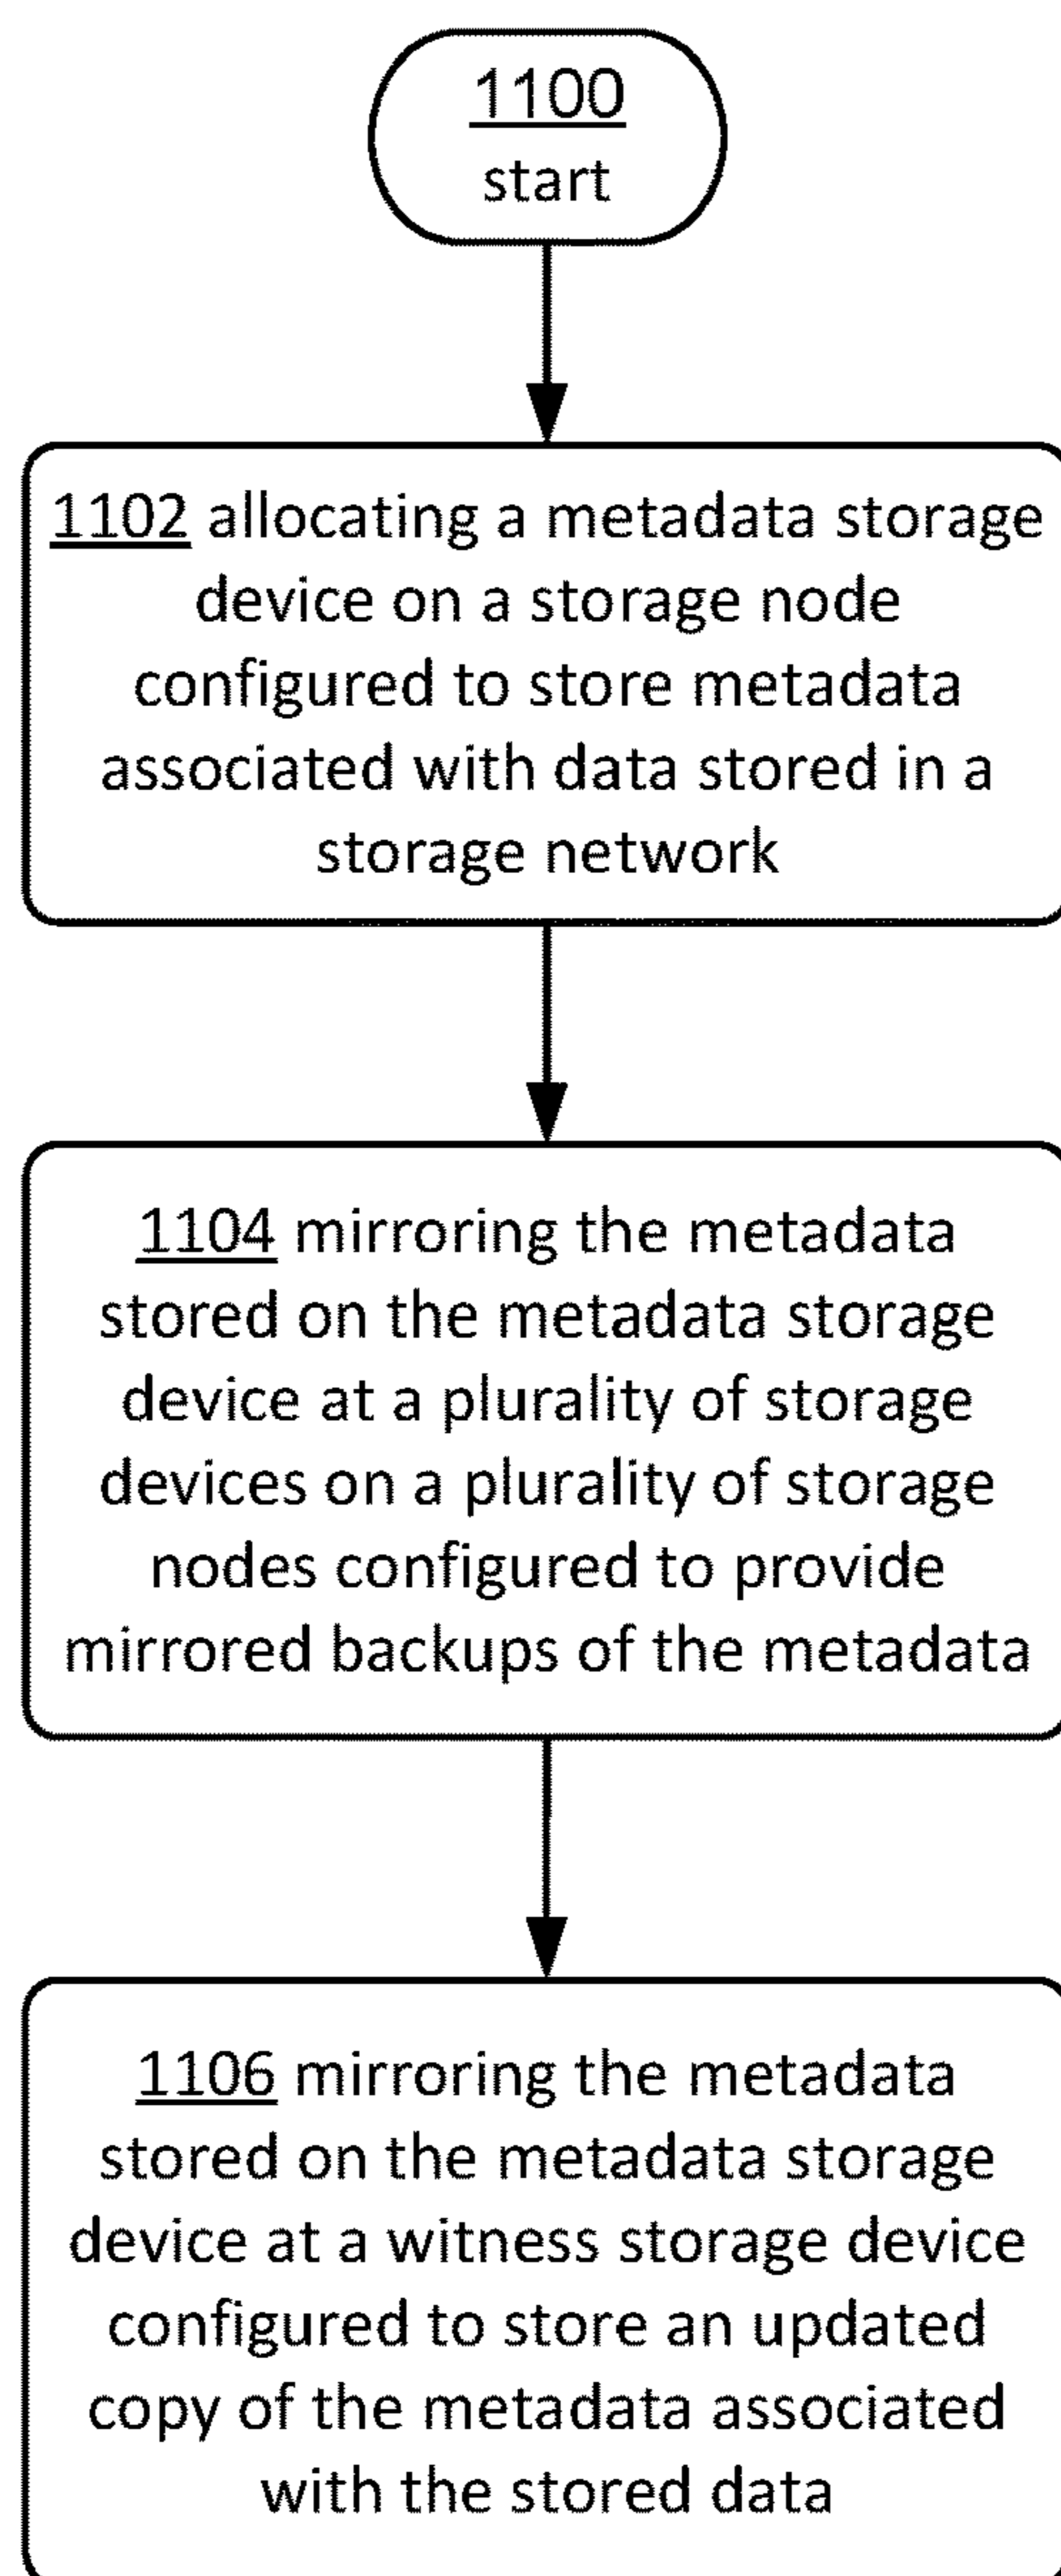 1100
start
1102 allocating a metadata storage
device on a storage node
configured to store metadata
associated with data stored in a
storage network
1104 mirroring the metadata
stored on the metadata storage
device at a plurality of storage
devices on a plurality of storage
nodes configured to provide
mirrored backups of the metadata
1106 mirroring the metadata
stored on the metadata storage
device at a witness storage device
configured to store an updated
copy of the metadata associated
with the stored data